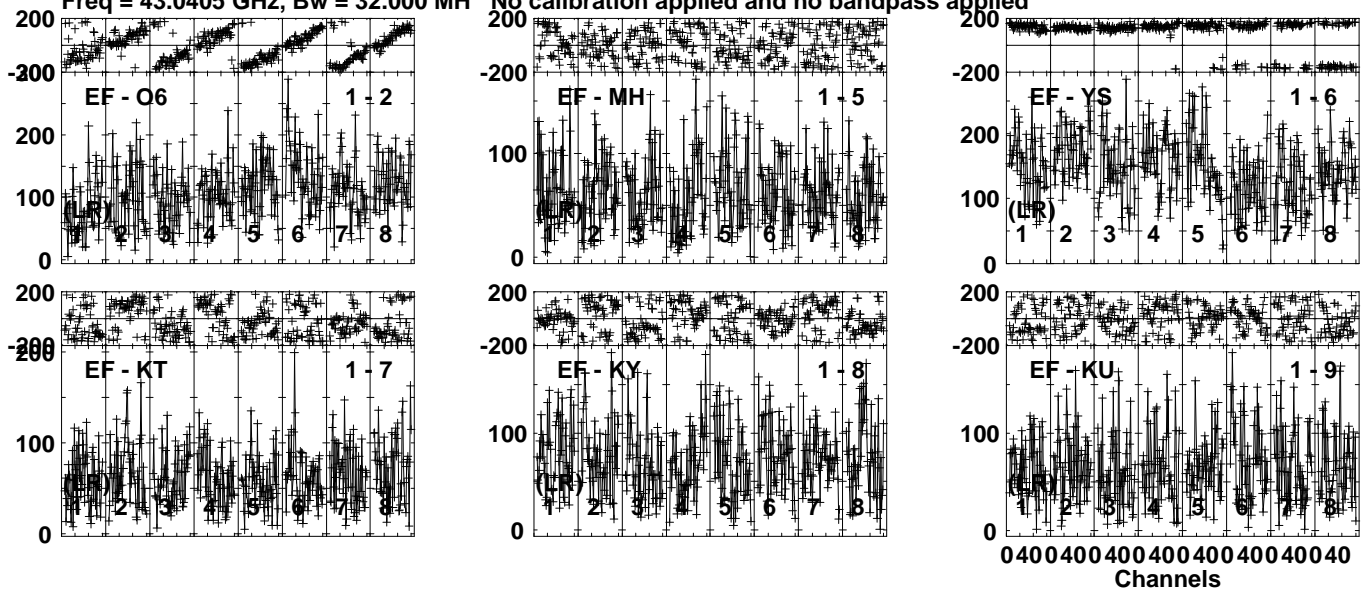 Freq = 43.0405 GHz, Bw = 32.000 MH No calibration applied and no bandpass applied
200
-200
300
EF - O6 1 - 2
200
100
(LR)
1 2 3 4 5 6 7 8
0
200
-200
EF - MH 1 - 5
100
(LR)
1 2 3 4 5 6 7 8
0
200
-200
EF - YS 1 - 6
200
100
(LR)
1 2 3 4 5 6 7 8
0
200
-200
200
EF - KT 1 - 7
100
(LR)
1 2 3 4 5 6 7 8
0
200
-200
EF - KY 1 - 8
100
(LR)
1 2 3 4 5 6 7 8
0
200
-200
EF - KU 1 - 9
100
(LR)
1 2 3 4 5 6 7 8
0
0 40 0 40 0 40 0 40 0 40 0 40 0 40 0 40
Channels